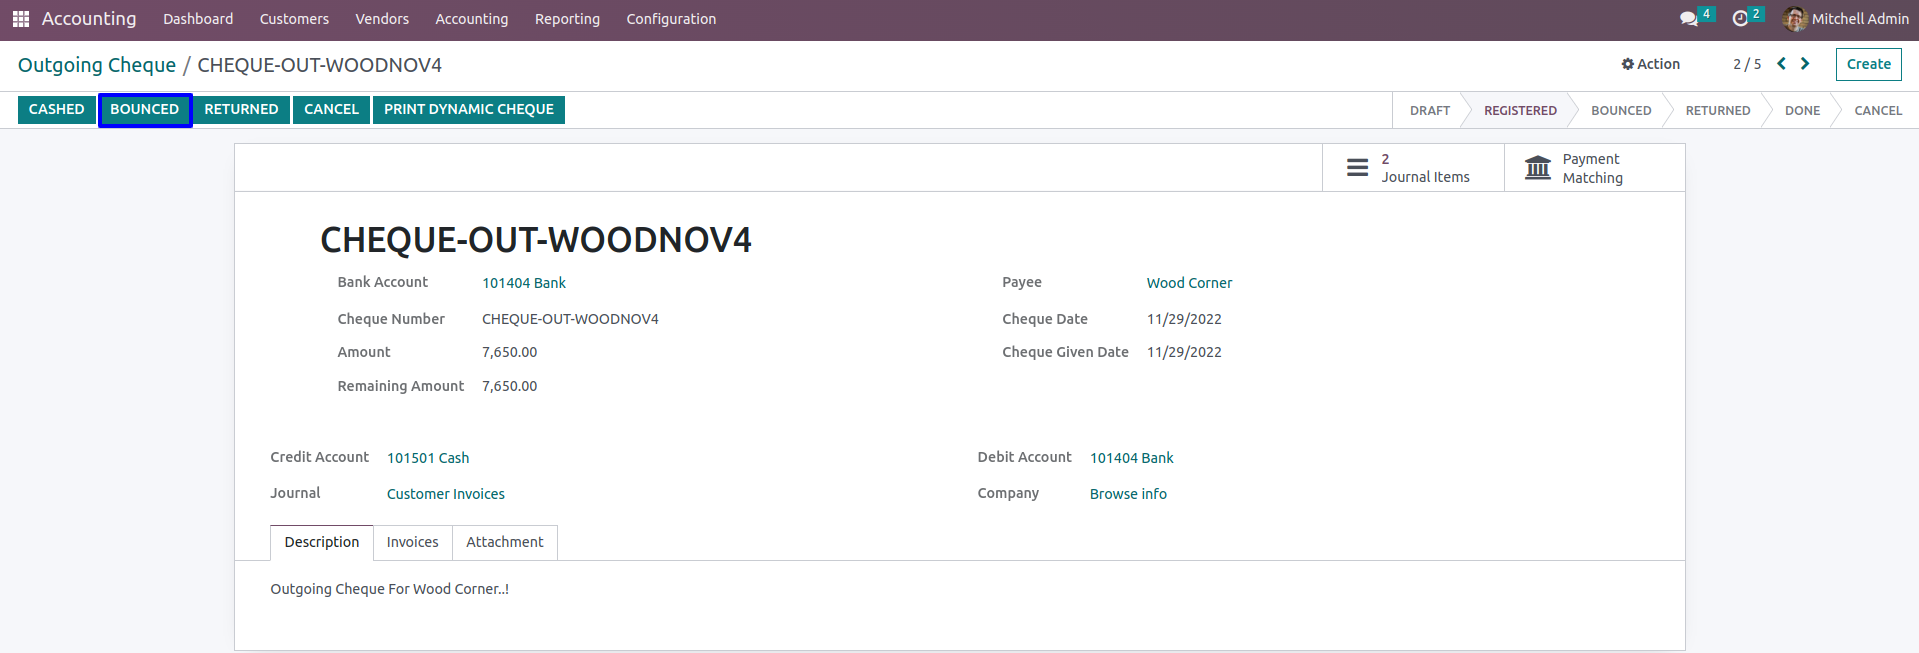 Accounting Dashboard Customers Vendors Accounting Reporting Configuration 4 2 Mitchell Admin
Outgoing Cheque / CHEQUE-OUT-WOODNOV4 Action 2 / 5 Create
CASHED BOUNCED RETURNED CANCEL PRINT DYNAMIC CHEQUE DRAFT REGISTERED BOUNCED RETURNED DONE CANCEL
2
Journal Items
Payment
Matching
CHEQUE-OUT-WOODNOV4
Bank Account 101404 Bank Payee Wood Corner
Cheque Number CHEQUE-OUT-WOODNOV4 Cheque Date 11/29/2022
Amount 7,650.00 Cheque Given Date 11/29/2022
Remaining Amount 7,650.00
Credit Account 101501 Cash Debit Account 101404 Bank
Journal Customer Invoices Company Browse info
Description Invoices Attachment
Outgoing Cheque For Wood Corner..!